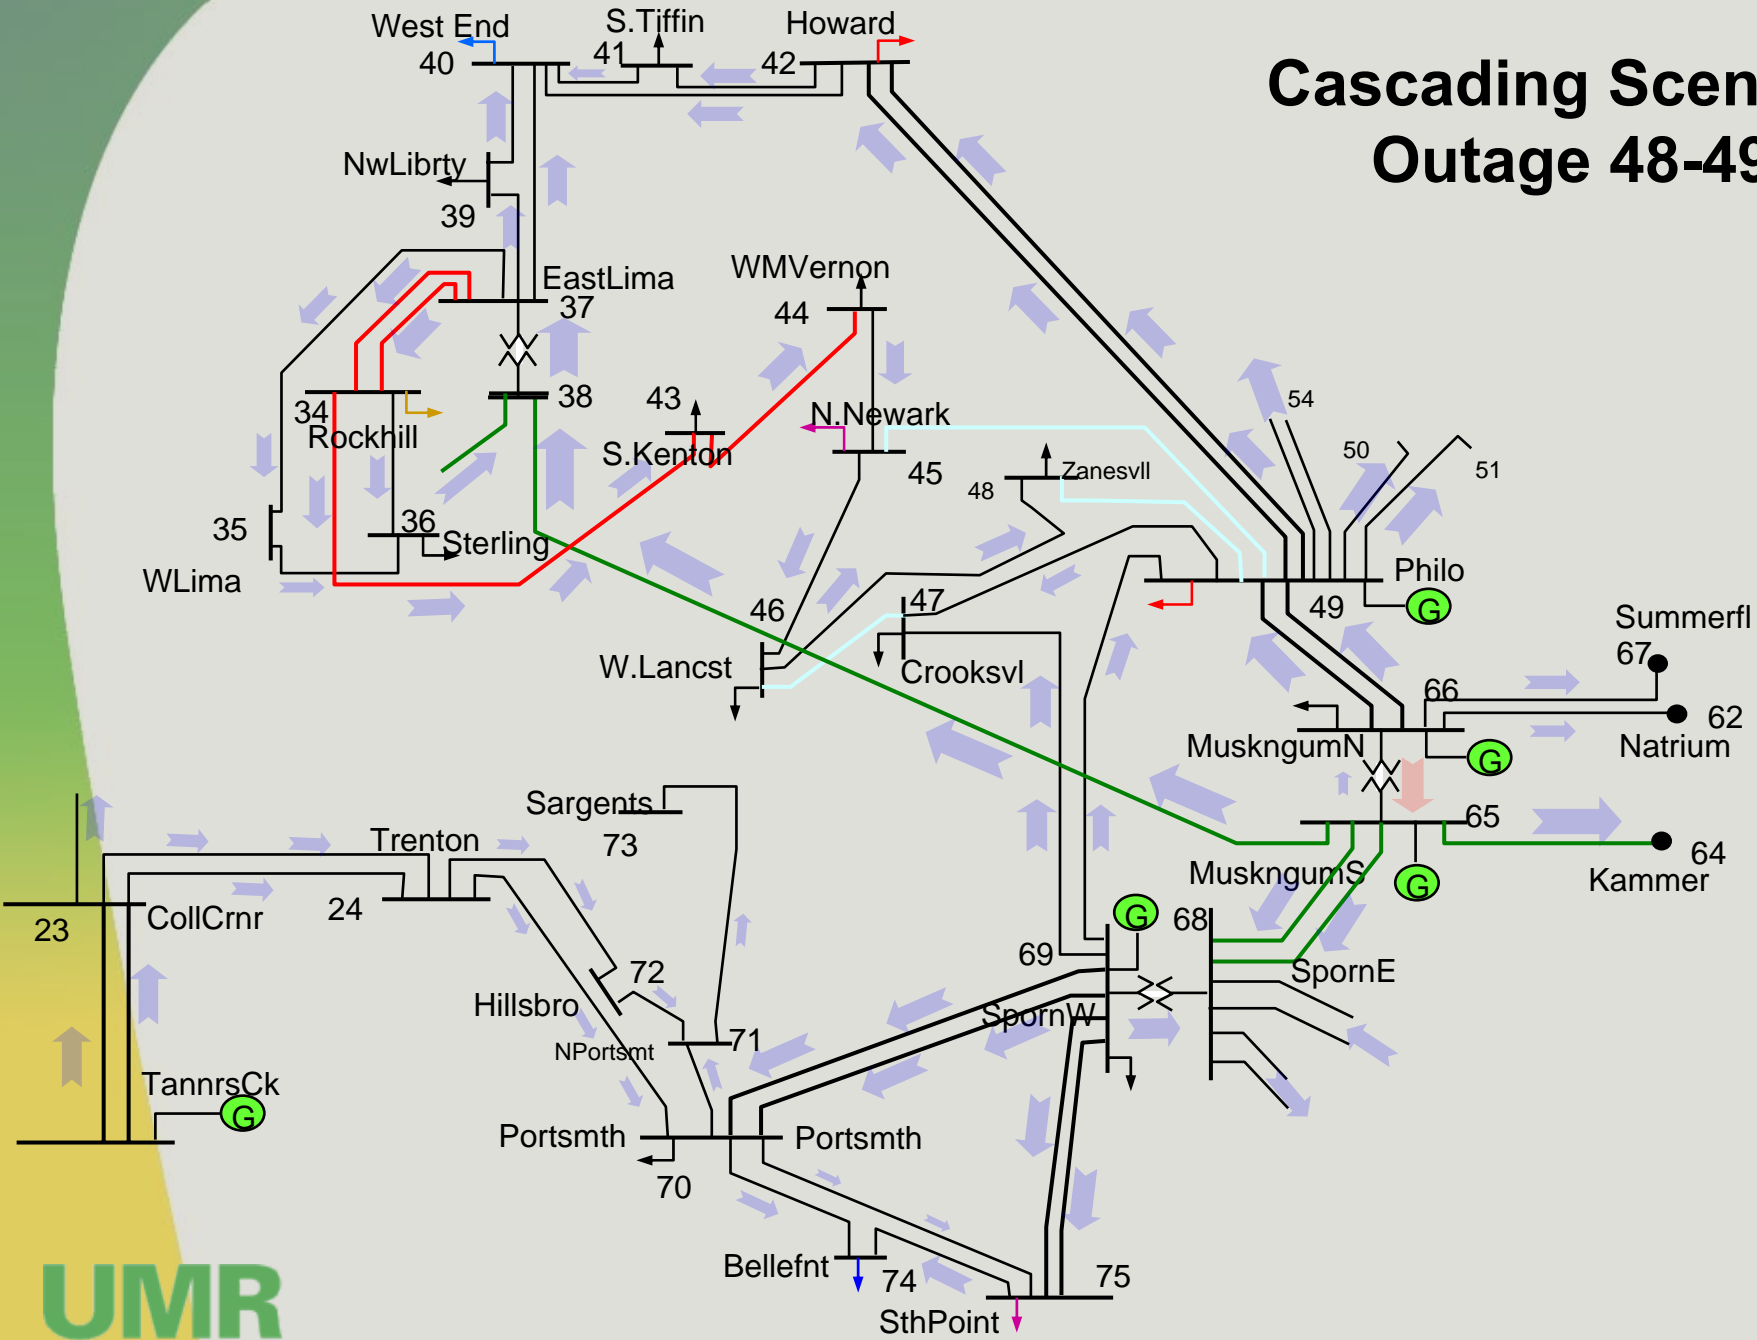 Cascading Scen
Outage 48-49
West End
40
S.Tiffin
41
Howard
42
NwLibrty
39
EastLima
37
WMVernon
44
38
43
34
Rockhill
S.Kenton
N.Newark
45
54
50
51
48
Zanesvll
35
36
Sterling
WLima
46
47
W.Lancst
Crooksvl
Philo
49
G
Summerfl
67
66
62
MuskngumN
Natrium
G
Sargents
73
65
64
MuskngumS
G
Kammer
Trenton
24
23
CollCrnr
G
68
69
SpornE
SpornW
72
Hillsbro
NPortsmt
71
TannrsCk
G
Portsmth
Portsmth
70
Bellefnt
74
75
SthPoint
UMR